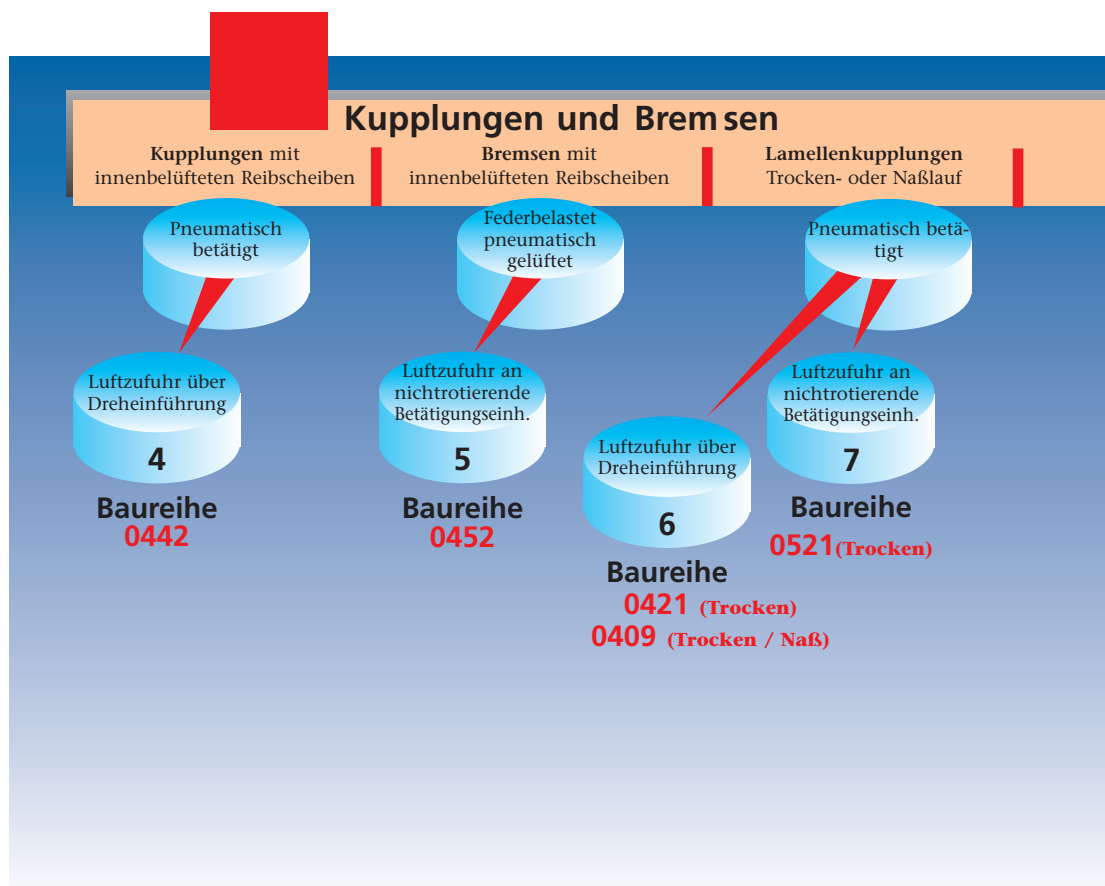 Kupplungen und Bremsen
Kupplungen mit
innenbelüfteten Reibscheiben
Bremsen mit
innenbelüfteten Reibscheiben
Lamellenkupplungen
Trocken- oder Naßlauf
Pneumatisch
betätigt
Federbelastet
pneumatisch
gelüftet
Pneumatisch betä-
tigt
Luftzufuhr über
Dreheinführung
4
Baureihe
0442
Luftzufuhr an
nichtrotierende
Betätigungseinh.
5
Baureihe
0452
Luftzufuhr über
Dreheinführung
6
Baureihe
0421 (Trocken)
0409 (Trocken / Naß)
Luftzufuhr an
nichtrotierende
Betätigungseinh.
7
Baureihe
0521(Trocken)